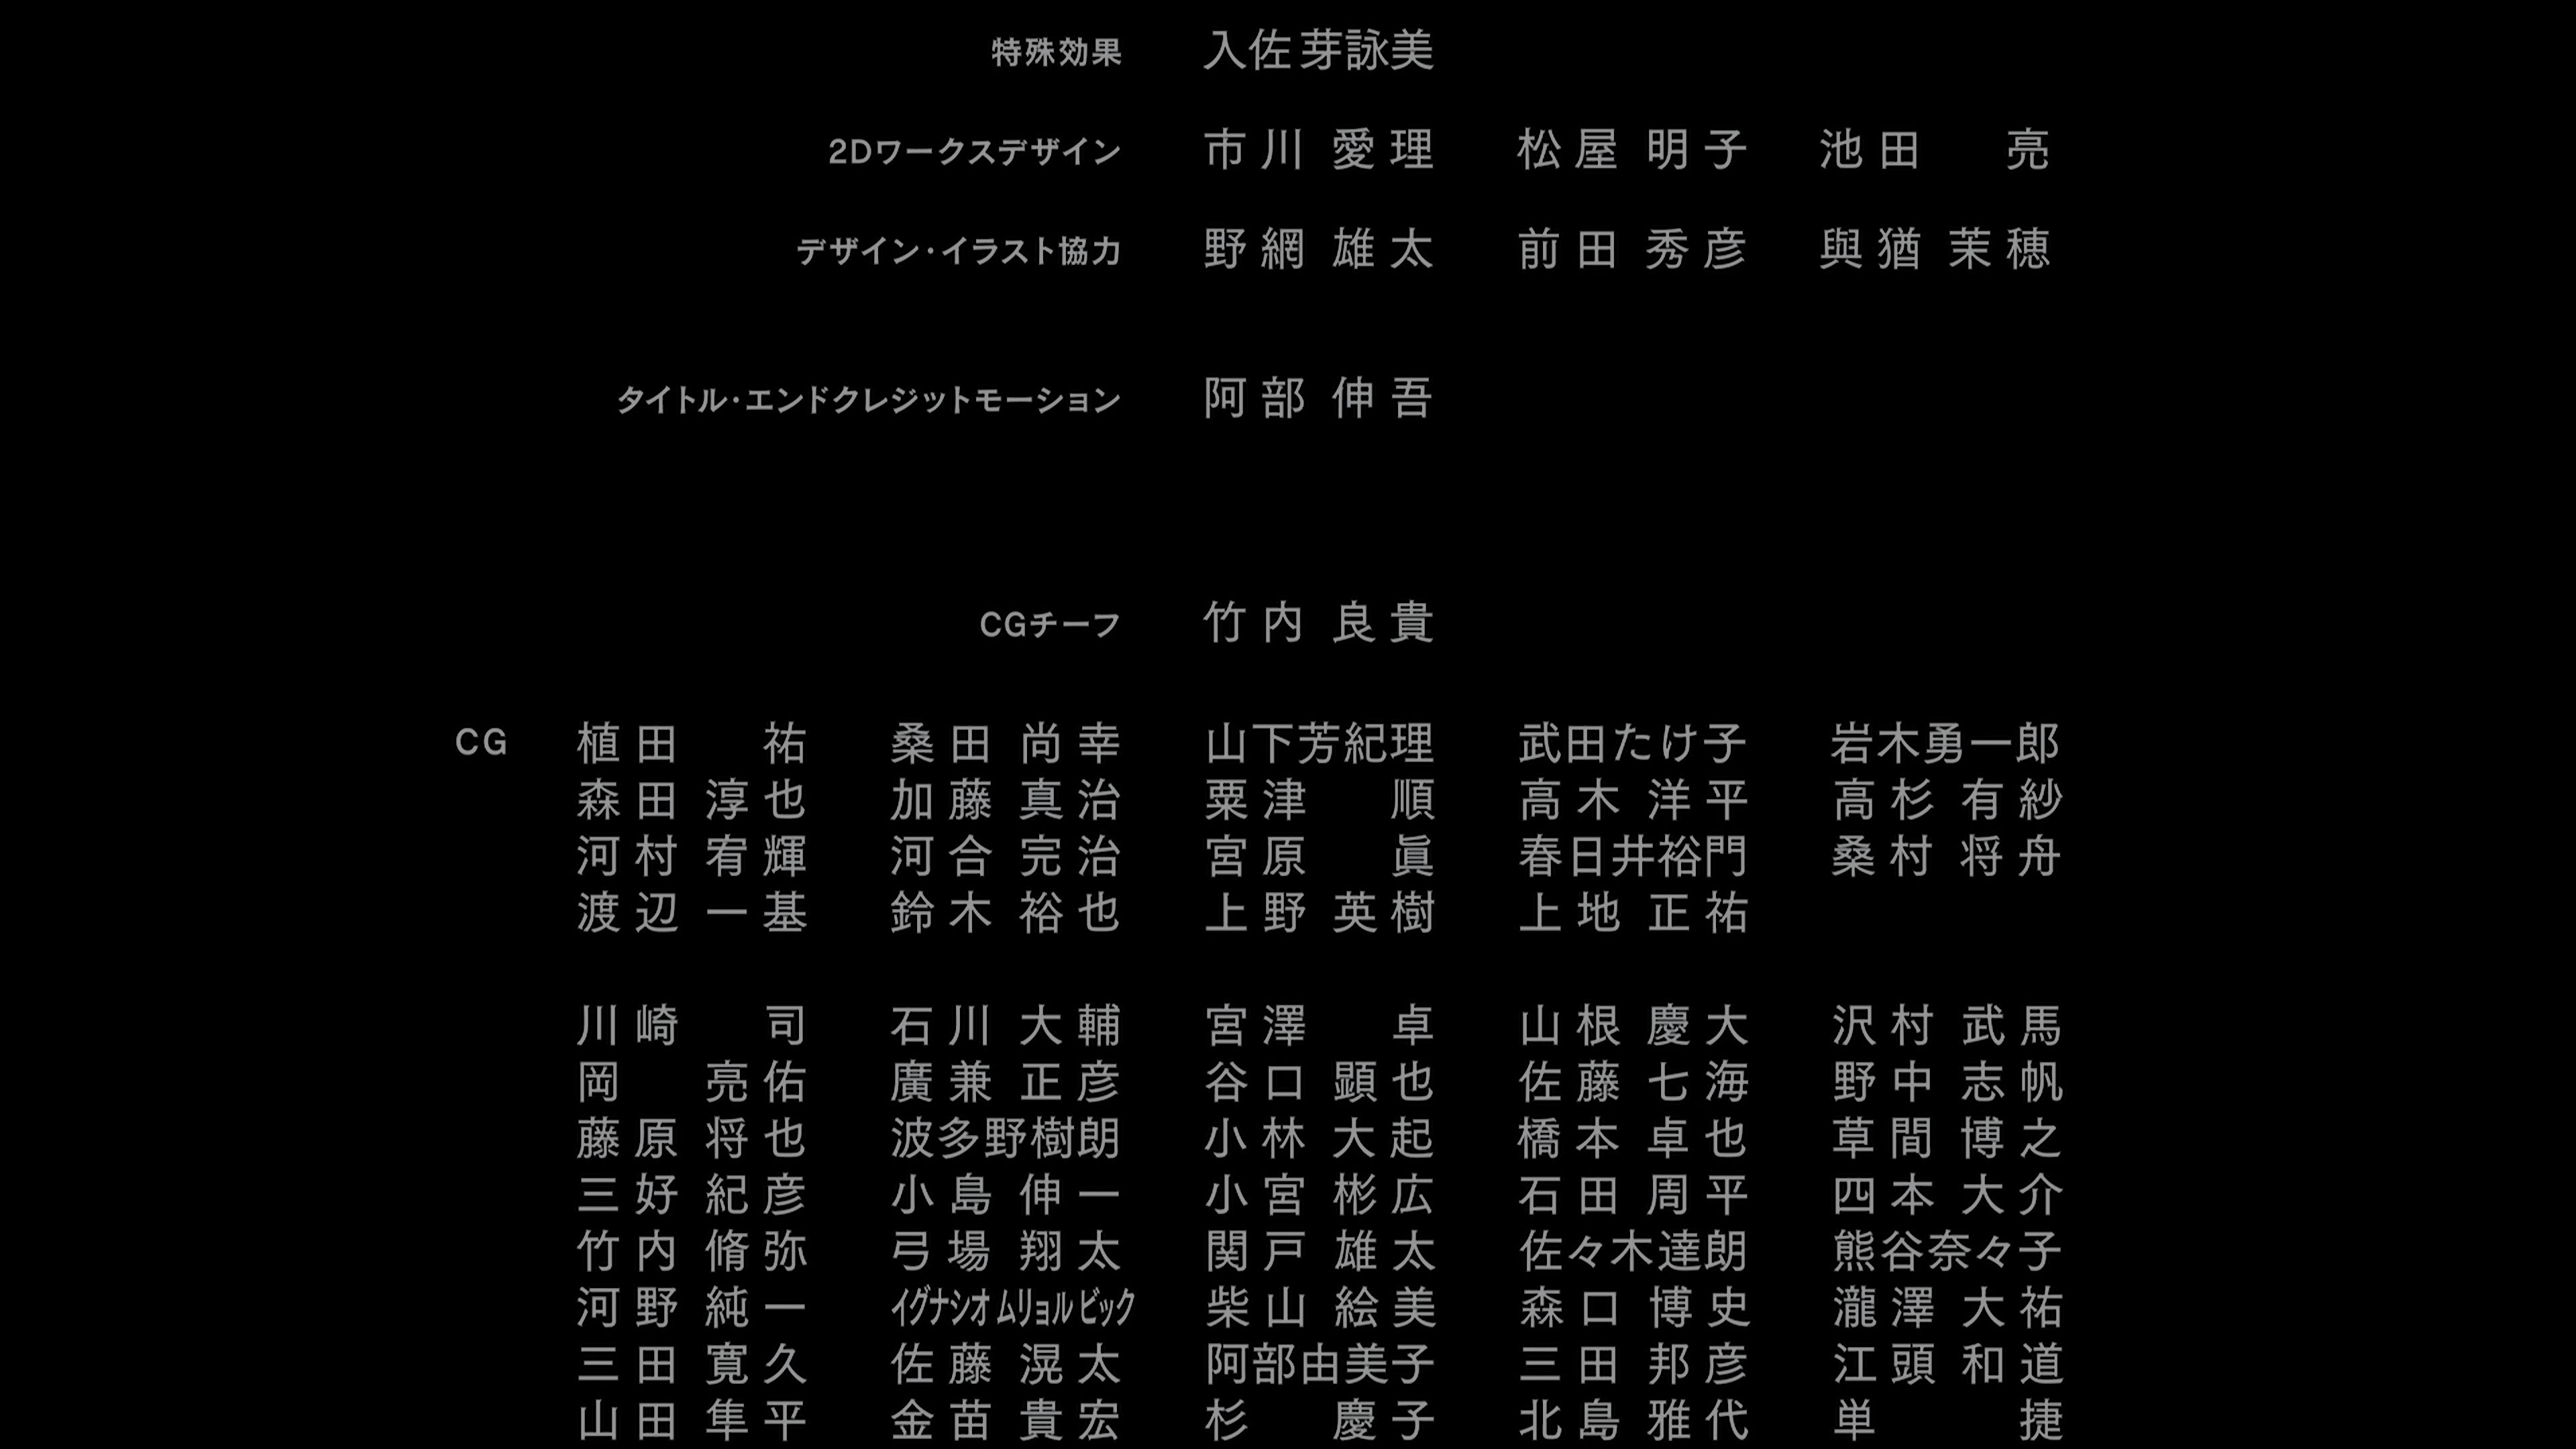 特殊効果 入佐 芽詠美
2Dワークスデザイン 市川 愛理 松屋 明子 池田 亮
デザイン・イラスト協力 野網 雄太 前田 秀彦 與猶 茉穂
タイトル・エンドクレジットモーション 阿部 伸吾
CGチーフ 竹内 良貴
CG 植田 祐 桑田 尚幸 山下芳紀理 武田たけ子 岩木勇一郎
森田 淳也 加藤 真治 粟津 順 高木 洋平 高杉 有紗
河村 宥輝 河合 完治 宮原 眞 春日井裕門 桑村 将舟
渡辺 一基 鈴木 裕也 上野 英樹 上地 正祐
川崎 司 石川 大輔 宮澤 卓 山根 慶大 沢村 武馬
岡 亮佑 廣兼 正彦 谷口 顕也 佐藤 七海 野中 志帆
藤原 将也 波多野樹朗 小林 大起 橋本 卓也 草間 博之
三好 紀彦 小島 伸一 小宮 彬広 石田 周平 四本 大介
竹内 脩弥 弓場 翔太 関戸 雄太 佐々木達朗 熊谷奈々子
河野 純一 イグナシオ ムリョル ビック 柴山 絵美 森口 博史 瀧澤 大祐
三田 寛久 佐藤 滉太 阿部由美子 三田 邦彦 江頭 和道
山田 隼平 金苗 貴宏 杉 慶子 北島 雅代 単 捷